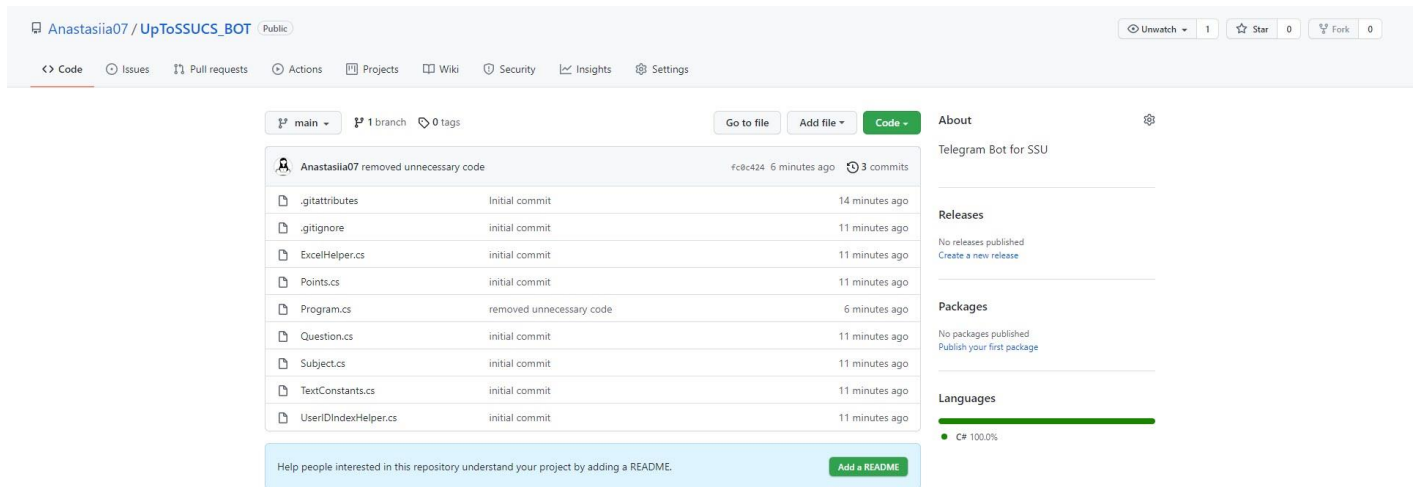 Anastasiia07 / UpToSSUCS_BOT Public
Unwatch 1 Star 0 Fork 0
Code Issues Pull requests Actions Projects Wiki Security Insights Settings
main 1 branch 0 tags Go to file Add file Code
Anastasiia07 removed unnecessary code fc0c424 6 minutes ago 3 commits
.gitattributes Initial commit 14 minutes ago
.gitignore initial commit 11 minutes ago
ExcelHelper.cs initial commit 11 minutes ago
Points.cs initial commit 11 minutes ago
Program.cs removed unnecessary code 6 minutes ago
Question.cs initial commit 11 minutes ago
Subject.cs initial commit 11 minutes ago
TextConstants.cs initial commit 11 minutes ago
UserIDIndexHelper.cs initial commit 11 minutes ago
Help people interested in this repository understand your project by adding a README. Add a README
About
Telegram Bot for SSU
Releases
No releases published
Create a new release
Packages
No packages published
Publish your first package
Languages
C# 100.0%